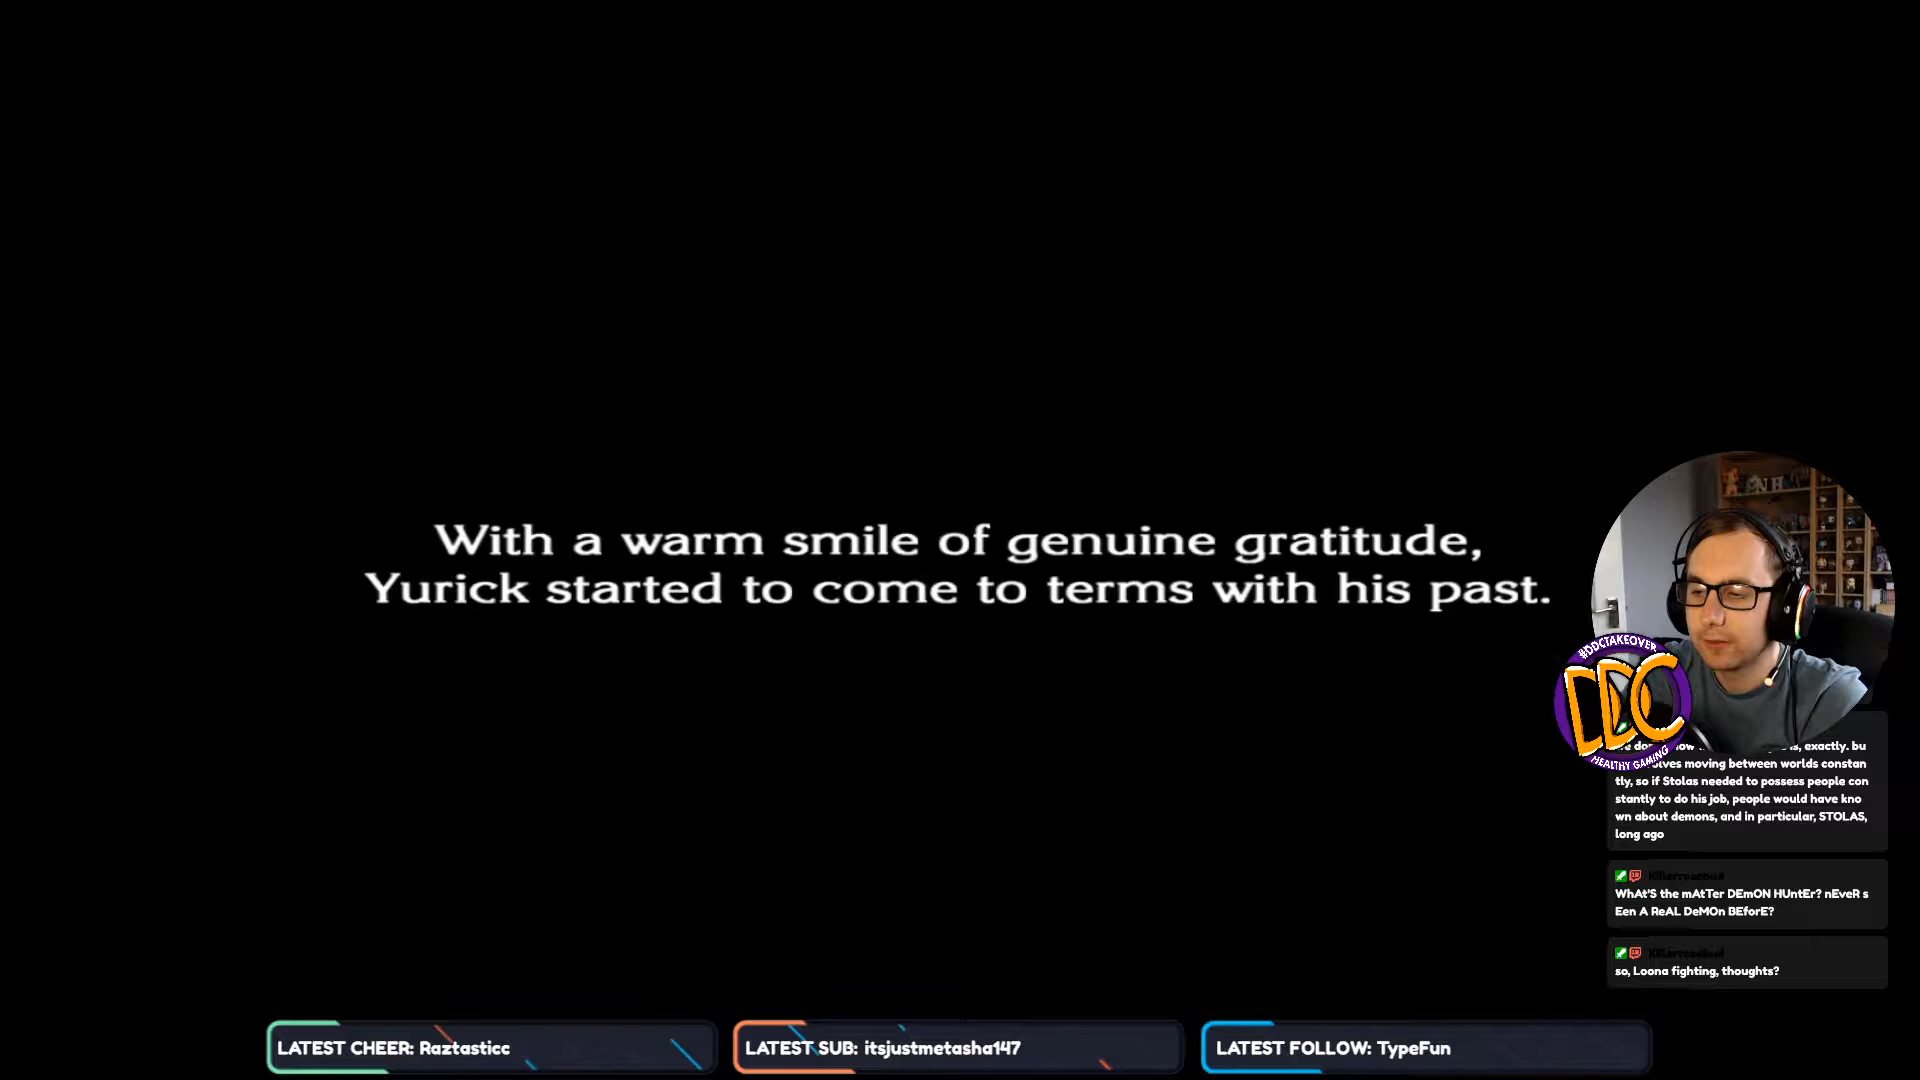 With a warm smile of genuine gratitude,
Yurick started to come to terms with his past.
NH
#DDCTAKEOVER
DDC
HEALTHY GAMING
exactly. bu
moving between worlds constan
tly, so if Stolas needed to possess people con
stantly to do his job, people would have kno
wn about demons, and in particular, STOLAS,
long ago
WhAt'S the mAtTer DEmON HUntEr? nEveR s
Een A ReAL DeMOn BEforE?
so, Loona fighting, thoughts?
LATEST CHEER: Raztasticc
LATEST SUB: itsjustmetasha147
LATEST FOLLOW: TypeFun